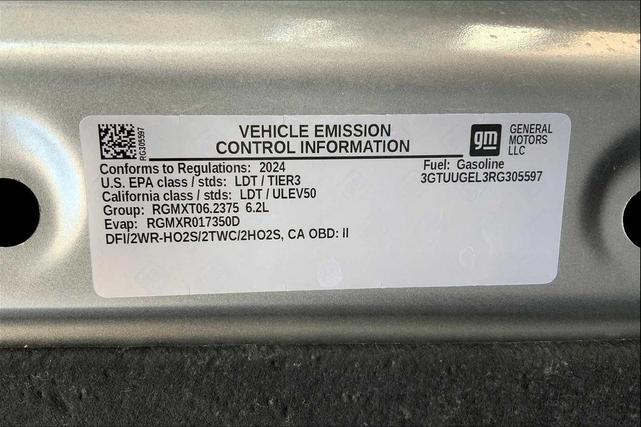 RG305597
VEHICLE EMISSION
CONTROL INFORMATION
gm
GENERAL
MOTORS
LLC
Conforms to Regulations: 2024
U.S. EPA class / stds: LDT / TIER3
California class / stds: LDT / ULEV50
Group: RGMXT06.2375 6.2L
Evap: RGMXR017350D
DFI/2WR-HO2S/2TWC/2HO2S, CA OBD: II
Fuel: Gasoline
3GTUUGEL3RG305597